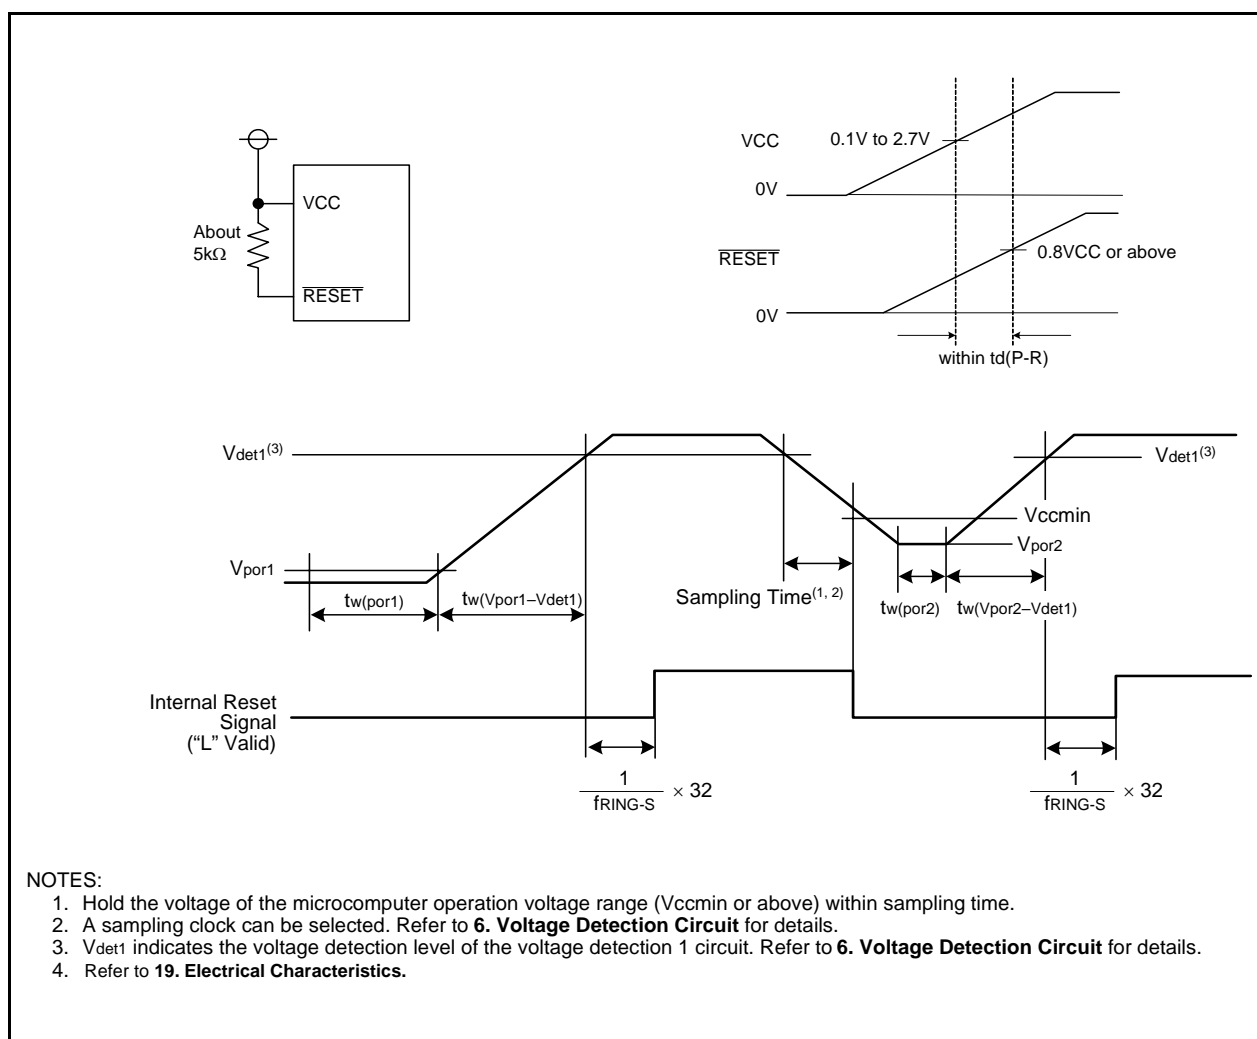 VCC
About
5kΩ
RESET
VCC
0.1V to 2.7V
0V
RESET
0.8VCC or above
0V
within td(P-R)
Vdet1(3)
Vdet1(3)
Vccmin
Vpor2
Vpor1
tw(por1)
tw(Vpor1–Vdet1)
Sampling Time(1, 2)
tw(por2)
tw(Vpor2–Vdet1)
Internal Reset
Signal
(“L” Valid)
1
fRING-S
× 32
1
fRING-S
× 32
NOTES:
1. Hold the voltage of the microcomputer operation voltage range (Vccmin or above) within sampling time.
2. A sampling clock can be selected. Refer to 6. Voltage Detection Circuit for details.
3. Vdet1 indicates the voltage detection level of the voltage detection 1 circuit. Refer to 6. Voltage Detection Circuit for details.
4. Refer to 19. Electrical Characteristics.